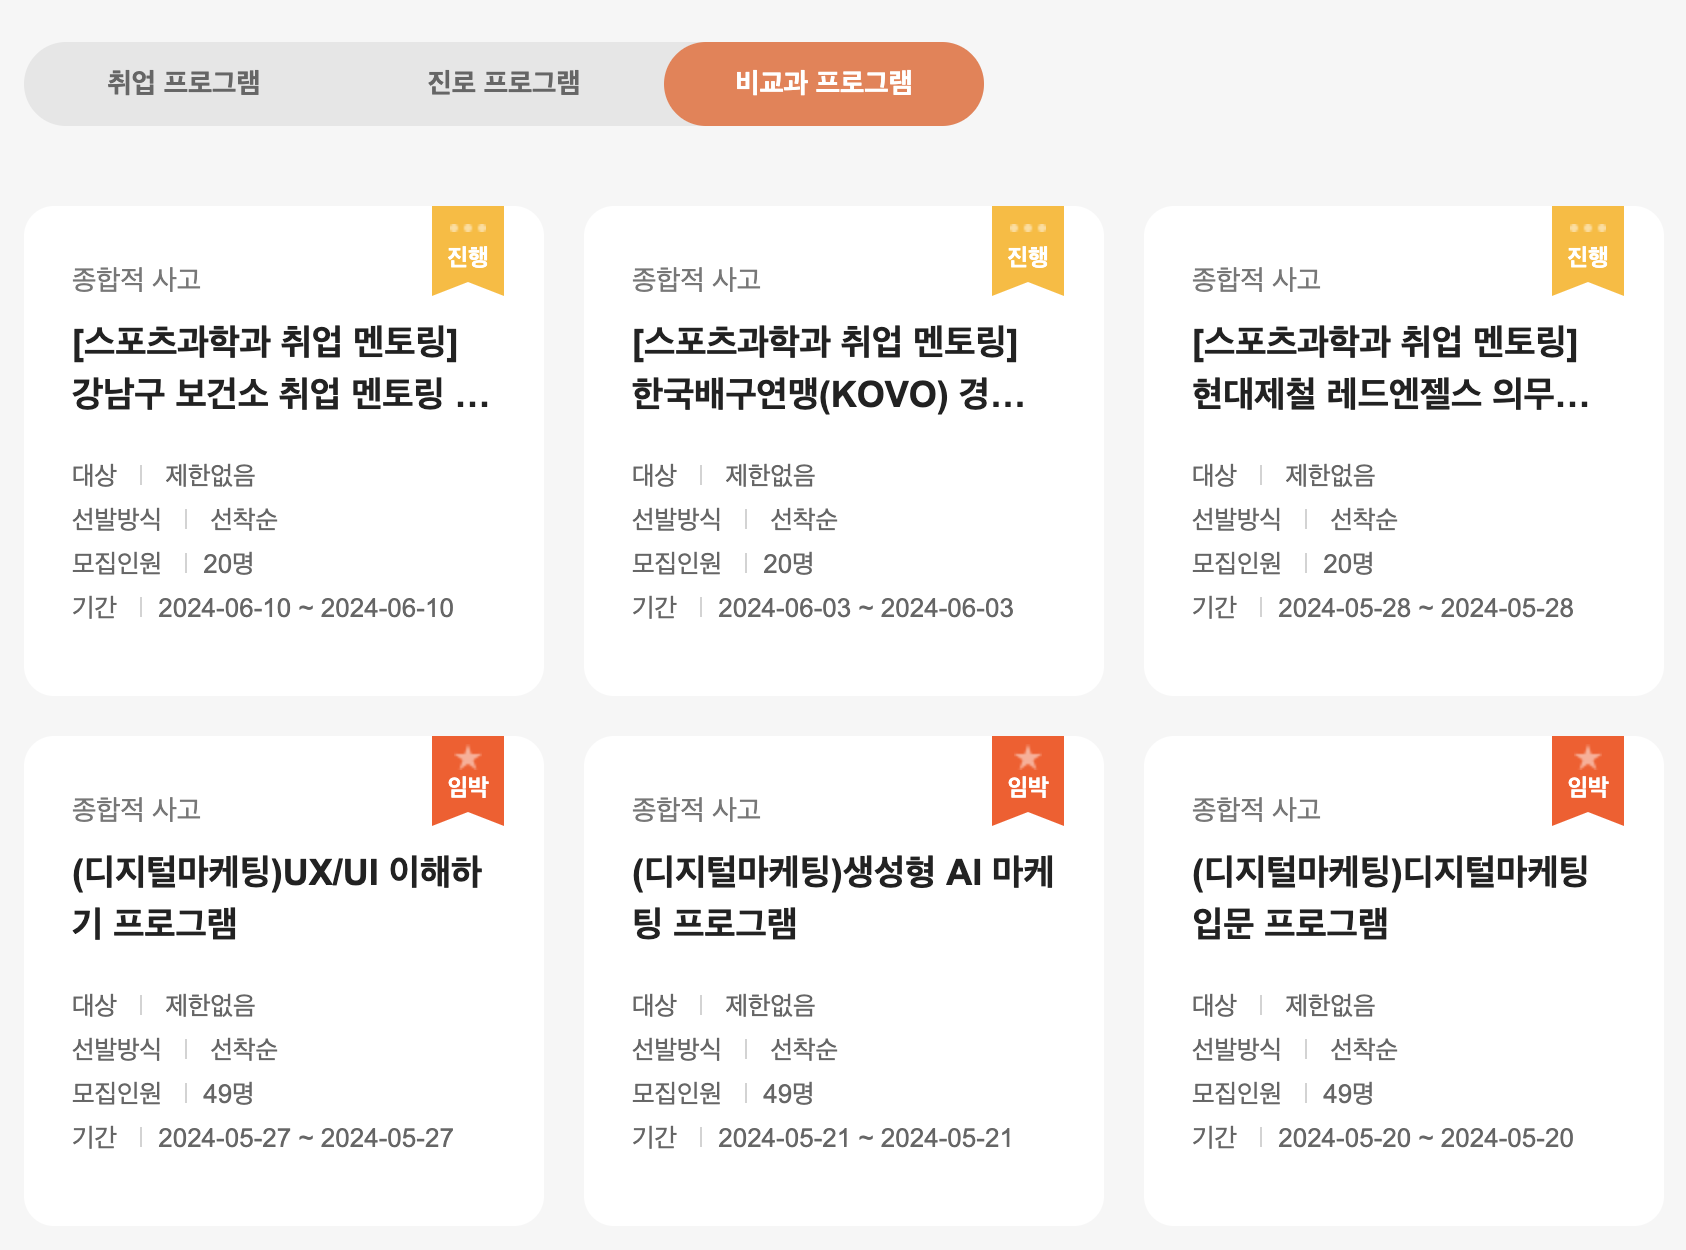 취업 프로그램
진로 프로그램
비교과 프로그램
진행
종합적 사고
[스포츠과학과 취업 멘토링]
강남구 보건소 취업 멘토링 ...
대상 제한없음
선발방식 선착순
모집인원 20명
기간 2024-06-10 ~ 2024-06-10
진행
종합적 사고
[스포츠과학과 취업 멘토링]
한국배구연맹(KOVO) 경...
대상 제한없음
선발방식 선착순
모집인원 20명
기간 2024-06-03 ~ 2024-06-03
진행
종합적 사고
[스포츠과학과 취업 멘토링]
현대제철 레드엔젤스 의무...
대상 제한없음
선발방식 선착순
모집인원 20명
기간 2024-05-28 ~ 2024-05-28
임박
종합적 사고
(디지털마케팅)UX/UI 이해하
기 프로그램
대상 제한없음
선발방식 선착순
모집인원 49명
기간 2024-05-27 ~ 2024-05-27
임박
종합적 사고
(디지털마케팅)생성형 AI 마케
팅 프로그램
대상 제한없음
선발방식 선착순
모집인원 49명
기간 2024-05-21 ~ 2024-05-21
임박
종합적 사고
(디지털마케팅)디지털마케팅
입문 프로그램
대상 제한없음
선발방식 선착순
모집인원 49명
기간 2024-05-20 ~ 2024-05-20